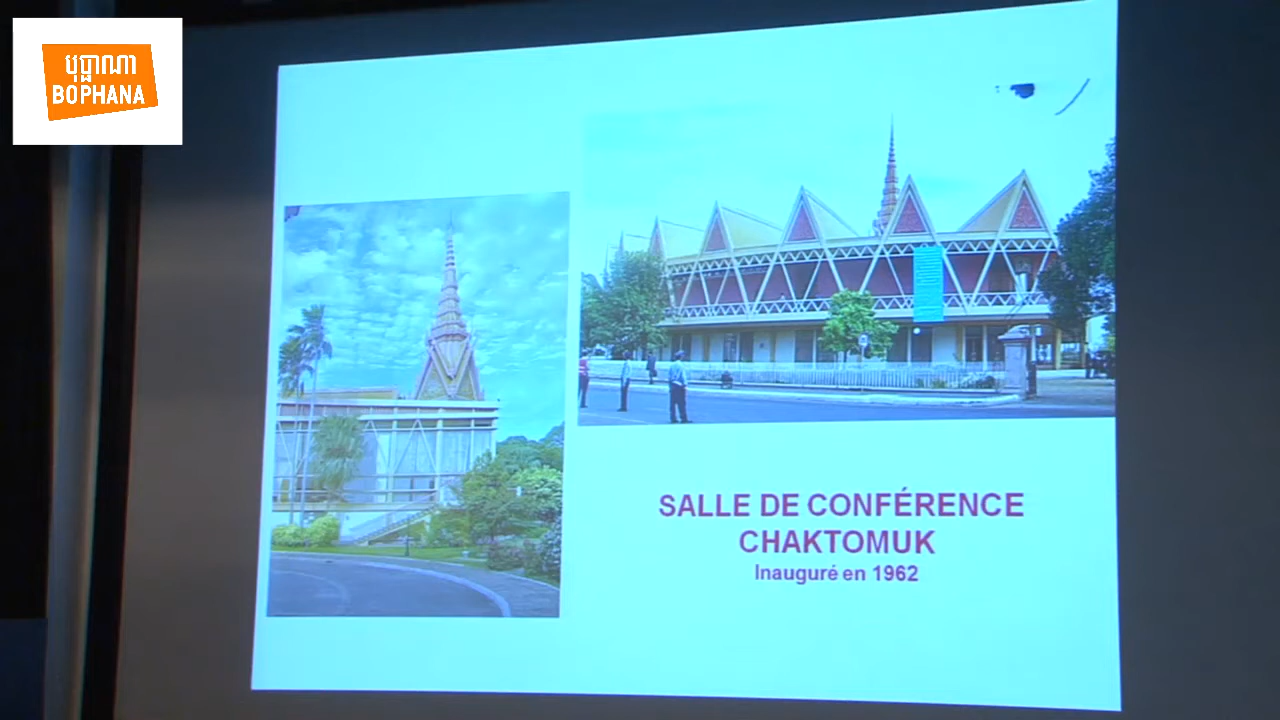 បុប្ផាណា
BOPHANA
SALLE DE CONFÉRENCE
CHAKTOMUK
Inauguré en 1962